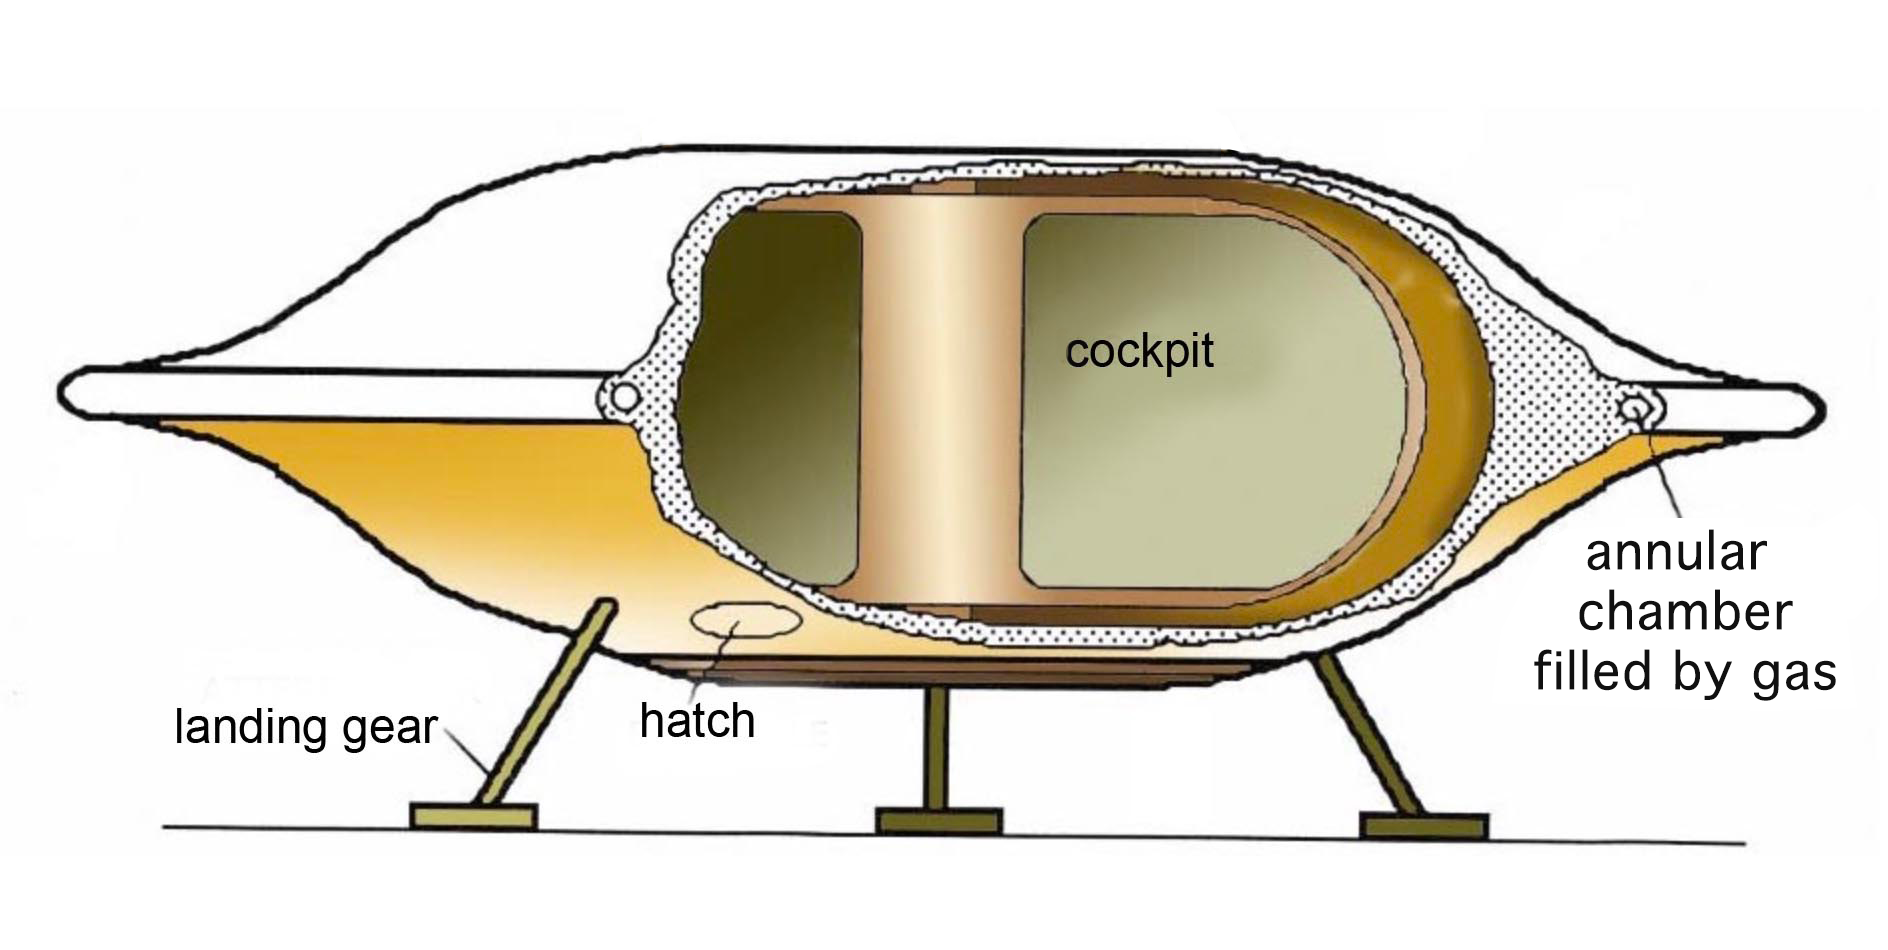 cockpit
annular
chamber
filled by gas
landing gear
hatch